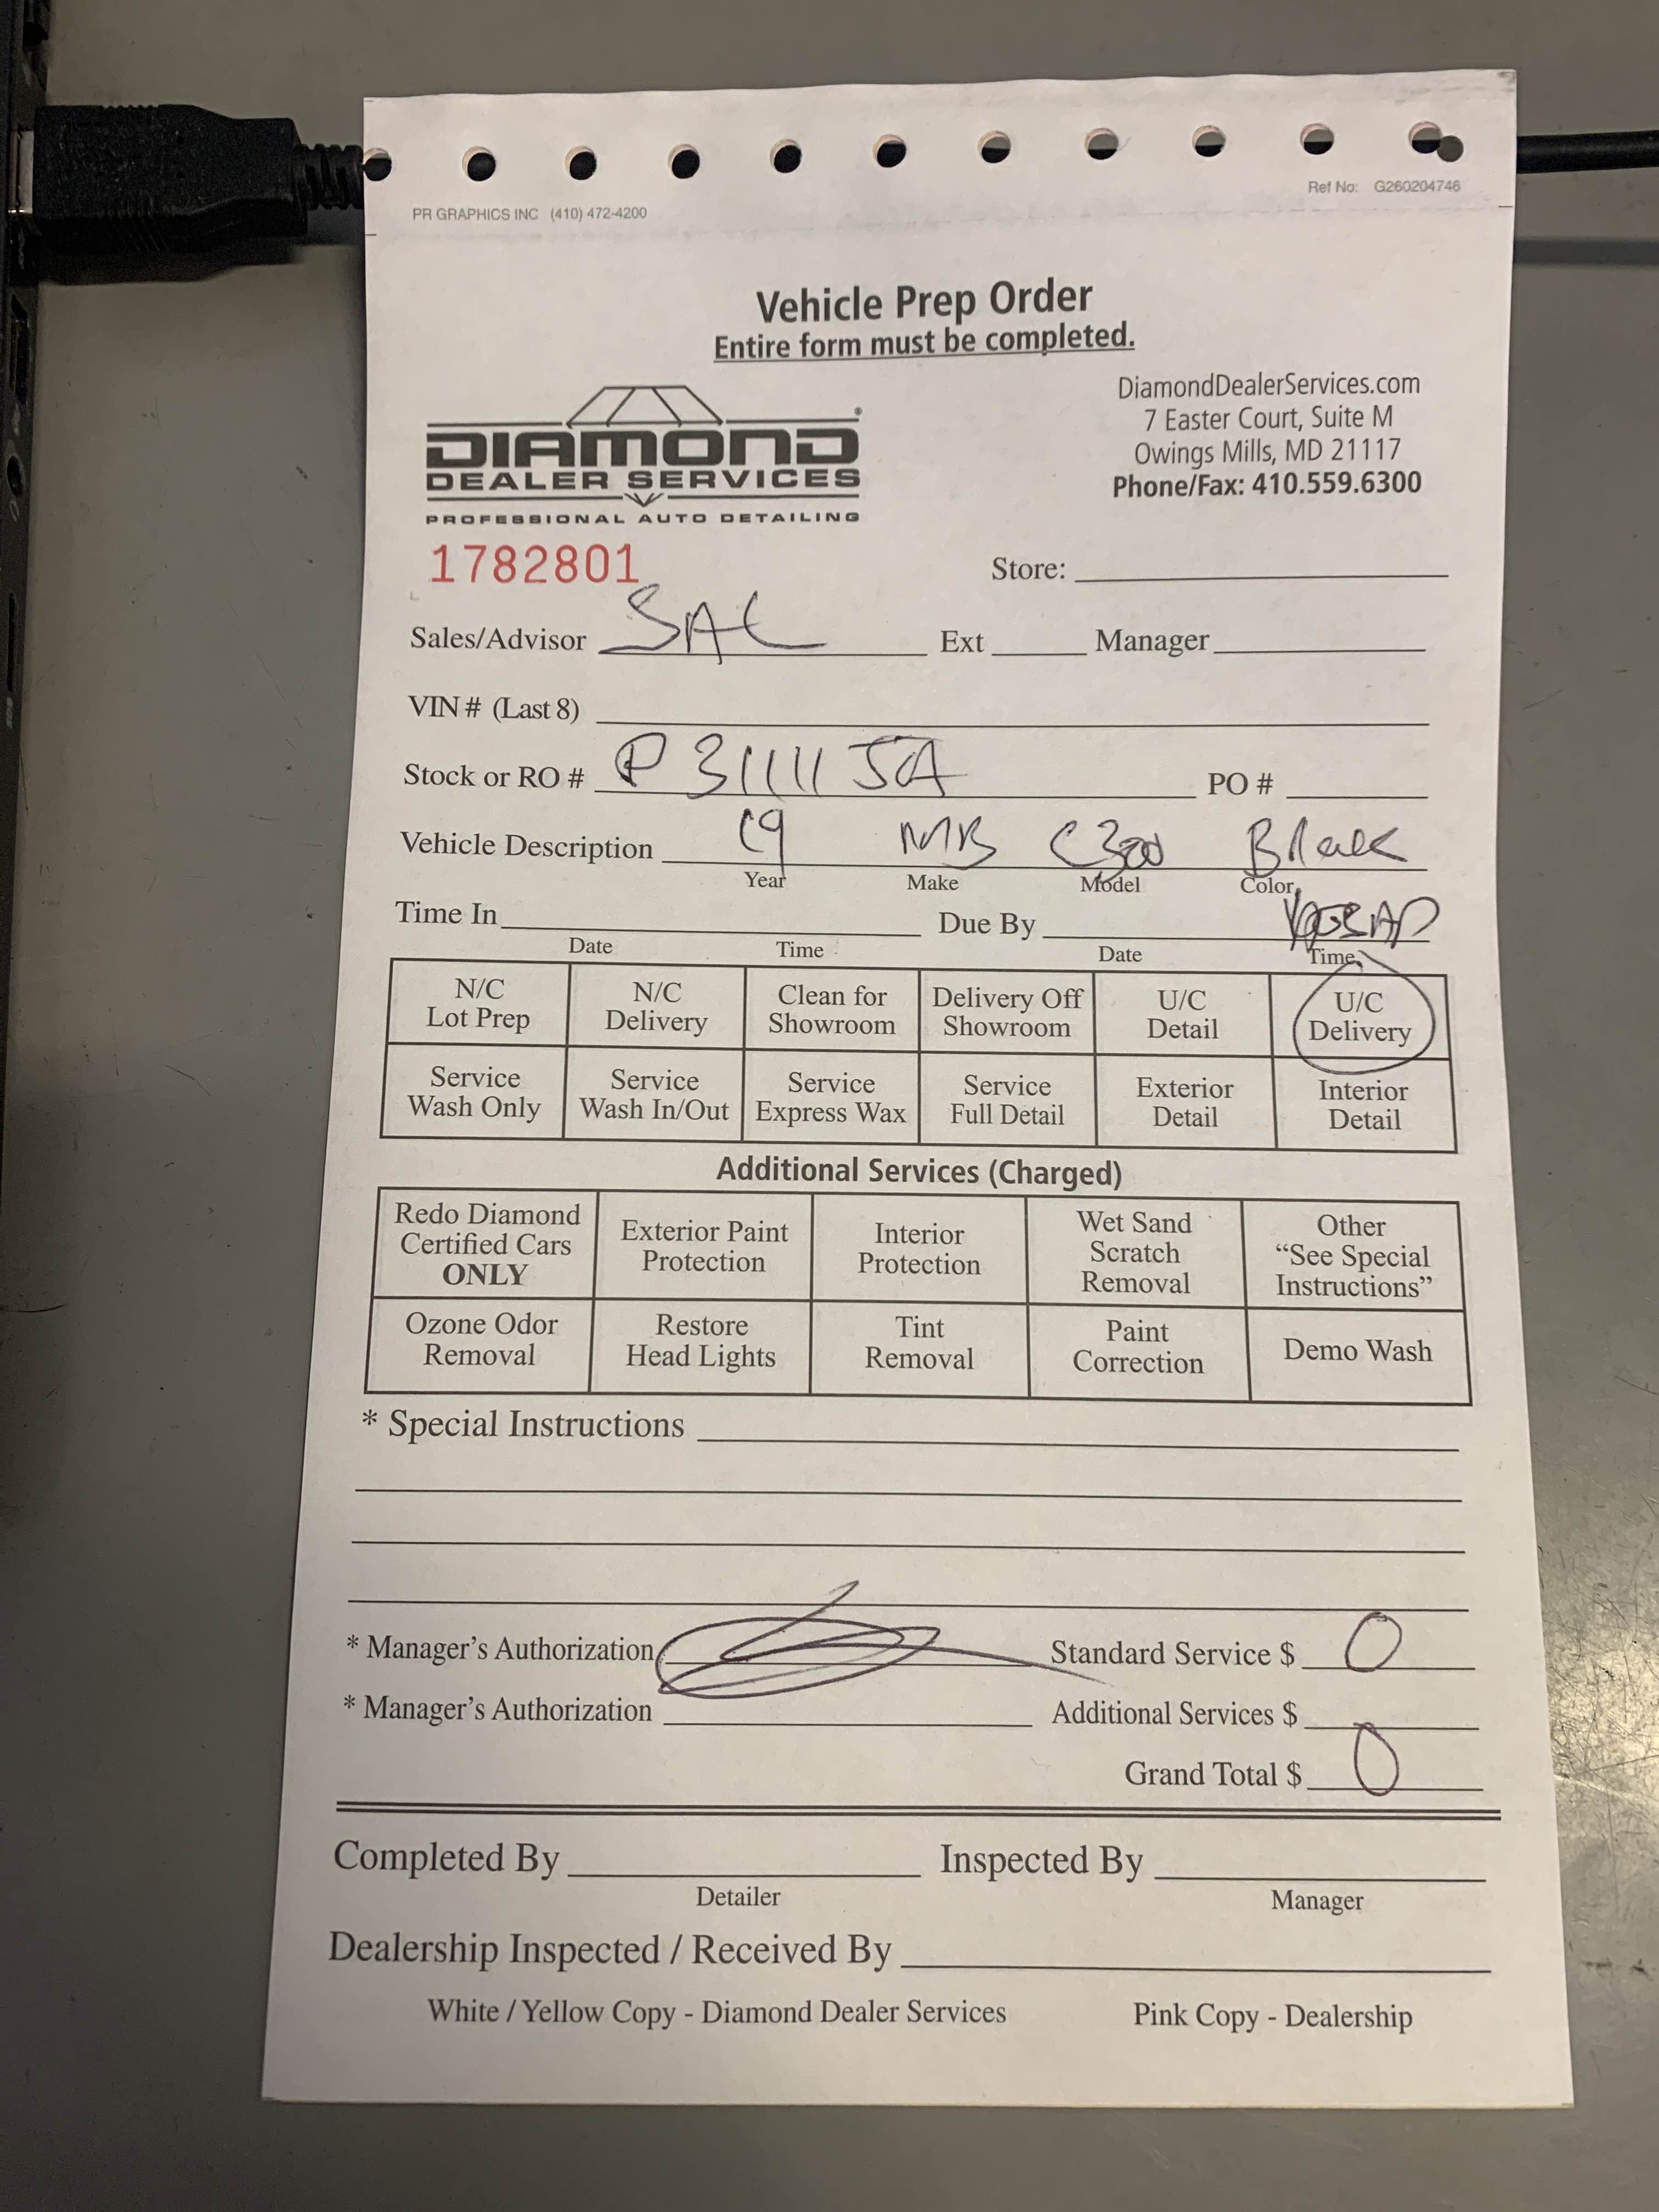 Ref No: G260204746
PR GRAPHICS INC (410) 472-4200
Vehicle Prep Order
Entire form must be completed.
DIAMOND
DEALER SERVICES
PROFESSIONAL AUTO DETAILING
DiamondDealerServices.com
7 Easter Court, Suite M
Owings Mills, MD 21117
Phone/Fax: 410.559.6300
1782801
Store:
Sales/Advisor Ext Manager
VIN # (Last 8)
Stock or RO # PO #
Vehicle Description 19 MB C300 Black
Year Make Model Color
Time In Due By
Date Time Date Time
N/C Lot Prep
N/C Delivery
Clean for Showroom
Delivery Off Showroom
U/C Detail
U/C Delivery
Service Wash Only
Service Wash In/Out
Service Express Wax
Service Full Detail
Exterior Detail
Interior Detail
Additional Services (Charged)
Redo Diamond Certified Cars ONLY
Exterior Paint Protection
Interior Protection
Wet Sand Scratch Removal
Other "See Special Instructions"
Ozone Odor Removal
Restore Head Lights
Tint Removal
Paint Correction
Demo Wash
* Special Instructions
* Manager's Authorization Standard Service $ 0
* Manager's Authorization Additional Services $
Grand Total $ 0
Completed By Inspected By
Detailer Manager
Dealership Inspected / Received By
White / Yellow Copy - Diamond Dealer Services Pink Copy - Dealership